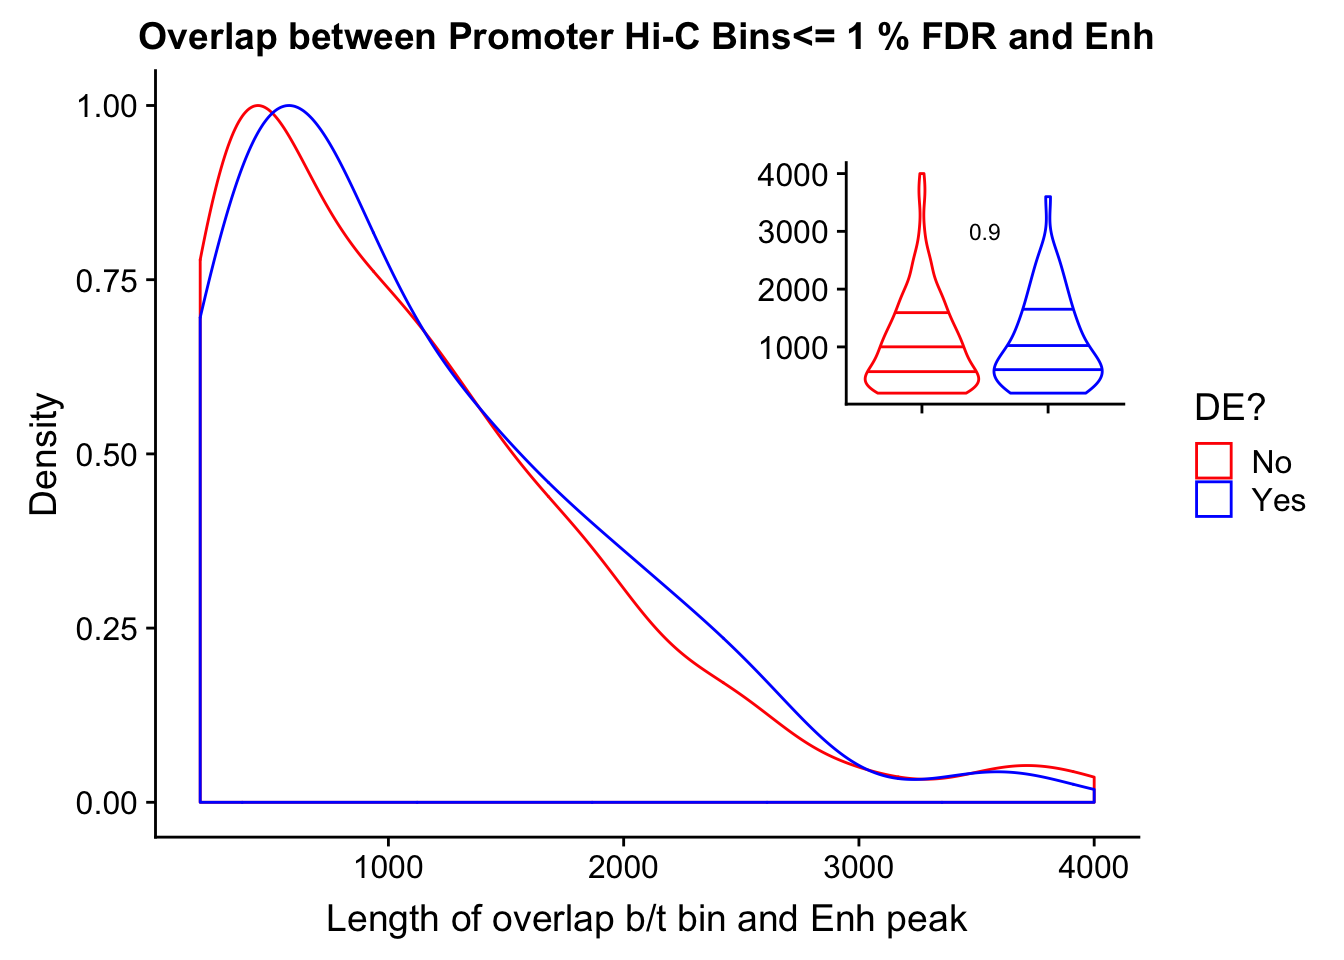 Overlap between Promoter Hi-C Bins<= 1 % FDR and Enh
Density
1.00
0.75
0.50
0.25
0.00
1000
2000
3000
4000
Length of overlap b/t bin and Enh peak
4000
3000
2000
1000
0.9
DE?
No
Yes